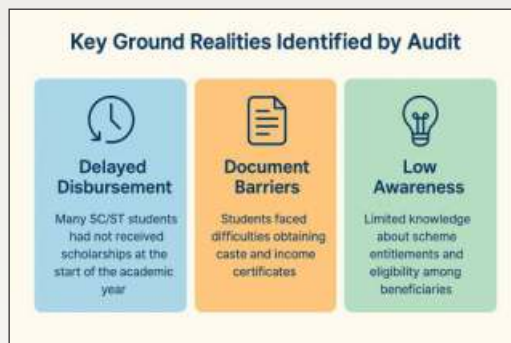 Key Ground Realities Identified by Audit
Delayed
Disbursement
Many SC/ST students
had not received
scholarships at the
start of the academic
year
Document
Barriers
Students faced
difficulties obtaining
caste and income
certificates
Low
Awareness
Limited knowledge
about scheme
entitlements and
eligibility among
beneficiaries